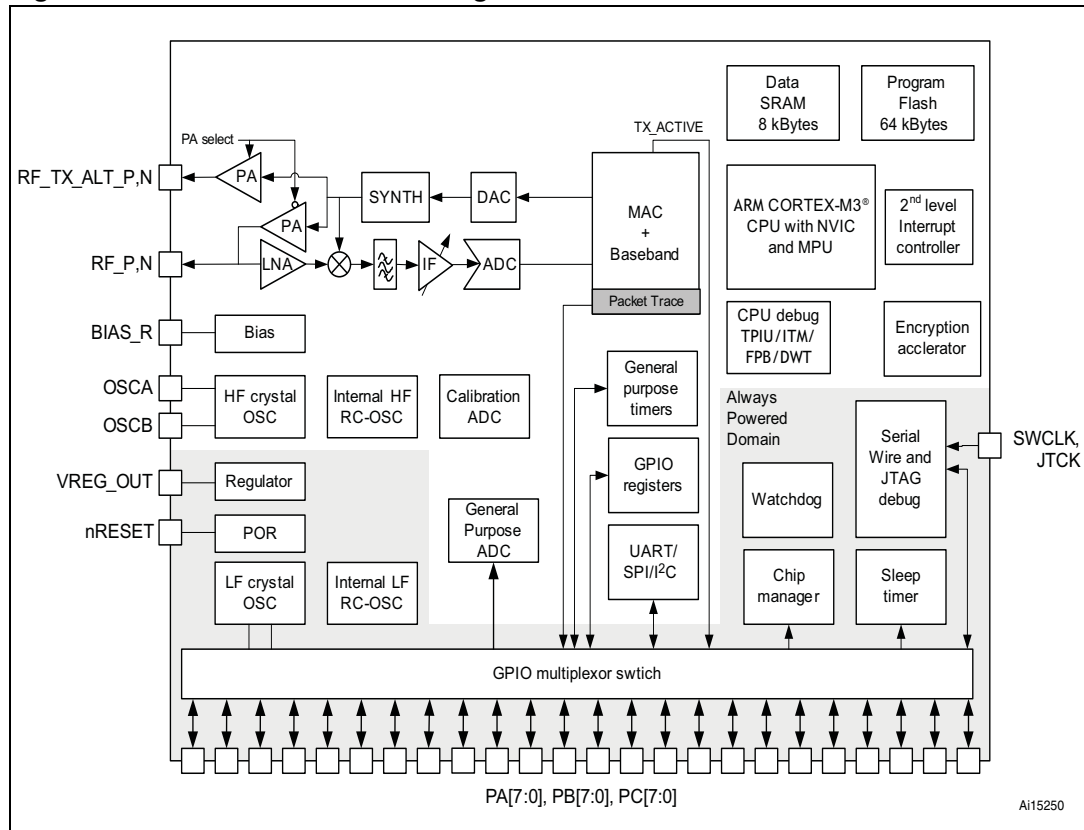 Data
SRAM
8 kBytes
Program
Flash
64 kBytes
TX_ACTIVE
PA select
RF_TX_ALT_P,N
PA
SYNTH
DAC
MAC
+
Baseband
ARM CORTEX-M3®
CPU with NVIC
and MPU
2nd level
Interrupt
controller
PA
RF_P,N
LNA
IF
ADC
Packet Trace
CPU debug
TPIU/ITM/
FPB/DWT
Encryption
acclerator
BIAS_R
Bias
General
purpose
timers
Always
Powered
Domain
OSCA
OSCB
HF crystal
OSC
Internal HF
RC-OSC
Calibration
ADC
Serial
Wire and
JTAG
debug
SWCLK,
JTCK
VREG_OUT
Regulator
GPIO
registers
Watchdog
nRESET
POR
General
Purpose
ADC
UART/
SPI/I2C
LF crystal
OSC
Internal LF
RC-OSC
Chip
manager
Sleep
timer
GPIO multiplexor swtich
PA[7:0], PB[7:0], PC[7:0]
Ai15250